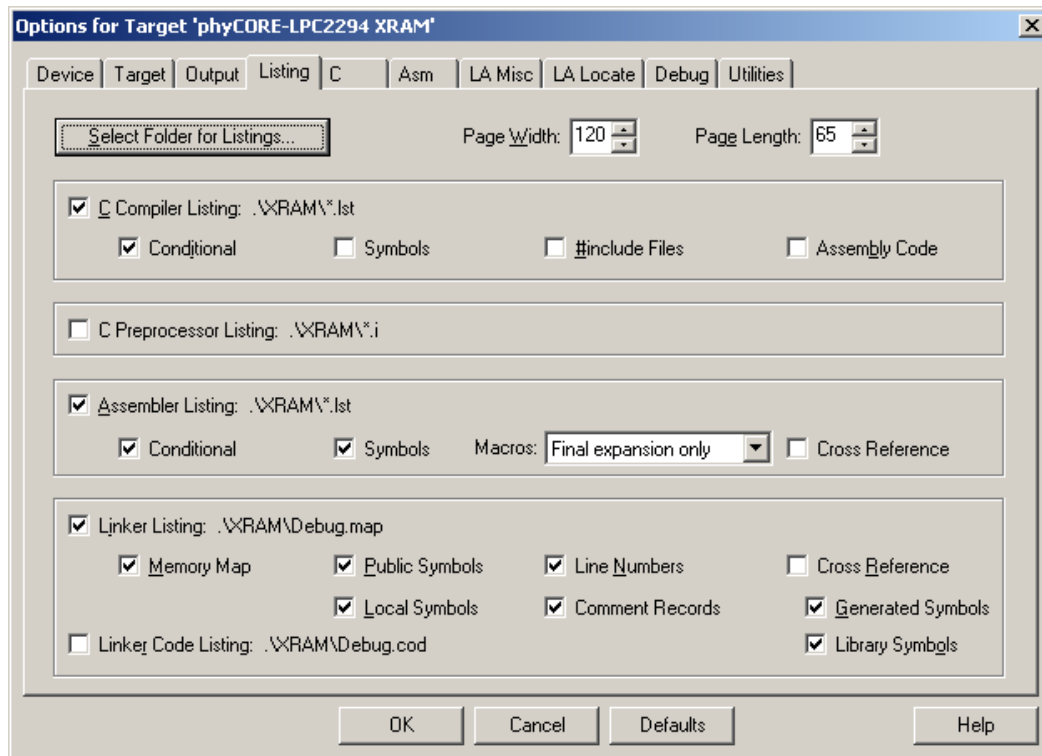 Options for Target 'phyCORE-LPC2294 XRAM'
Device Target Output Listing C Asm LA Misc LA Locate Debug Utilities
Select Folder for Listings... Page Width: 120 Page Length: 65
C Compiler Listing: .\XRAM\*.lst
Conditional Symbols #include Files Assembly Code
C Preprocessor Listing: .\XRAM\*.i
Assembler Listing: .\XRAM\*.lst
Conditional Symbols Macros: Final expansion only Cross Reference
Linker Listing: .\XRAM\Debug.map
Memory Map Public Symbols Line Numbers Cross Reference
Local Symbols Comment Records Generated Symbols
Linker Code Listing: .\XRAM\Debug.cod Library Symbols
OK Cancel Defaults Help